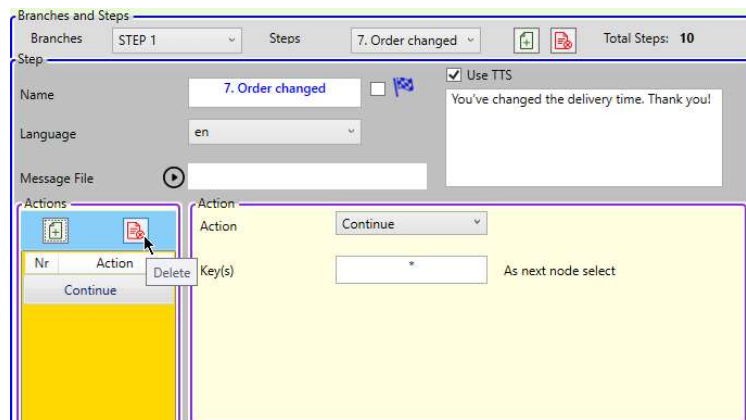 Branches and Steps
Branches STEP 1 Steps 7. Order changed Total Steps: 10
Step
Name 7. Order changed Use TTS
You've changed the delivery time. Thank you!
Language en
Message File
Actions Action
Action Continue
Nr Action Delete Key(s) * As next node select
Continue